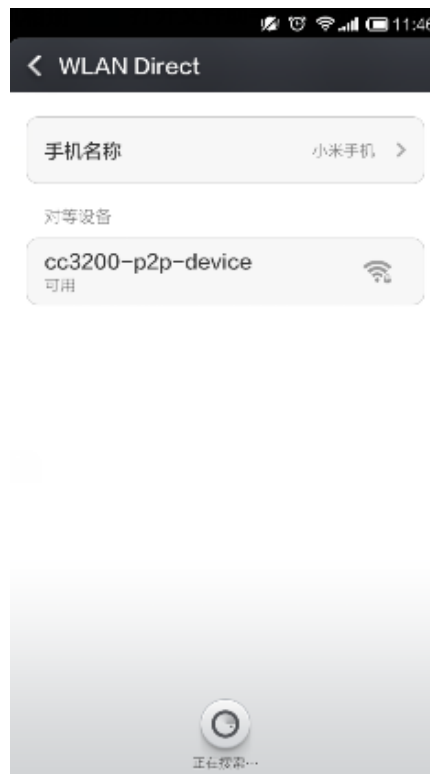 11:46
WLAN Direct
手机名称 小米手机
对等设备
cc3200-p2p-device
可用
正在搜索…